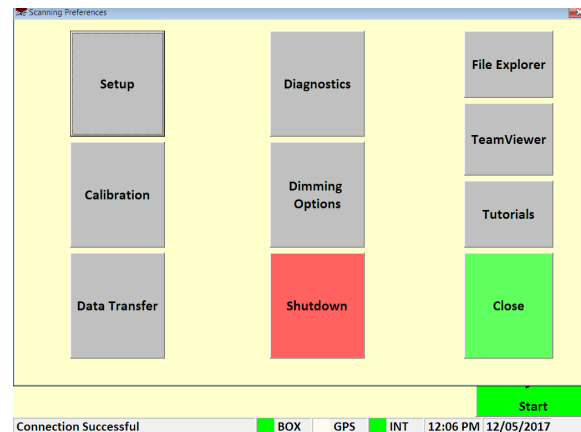 Scanning Preferences
Setup
Diagnostics
File Explorer
TeamViewer
Calibration
Dimming
Options
Tutorials
Data Transfer
Shutdown
Close
Start
Connection Successful BOX GPS INT 12:06 PM 12/05/2017